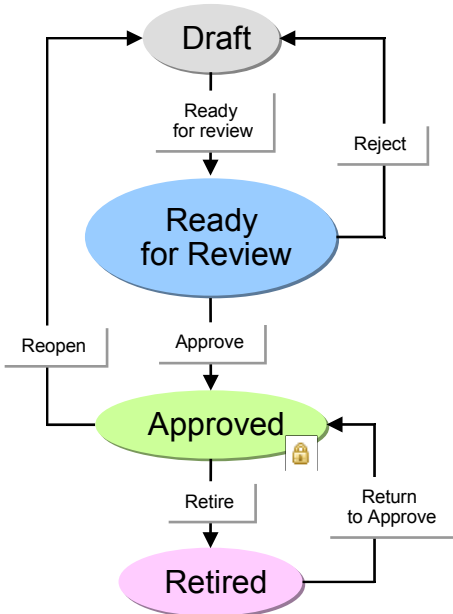 Draft
Ready
for review
Reject
Ready
for Review
Reopen
Approve
Approved
Retire
Return
to Approve
Retired